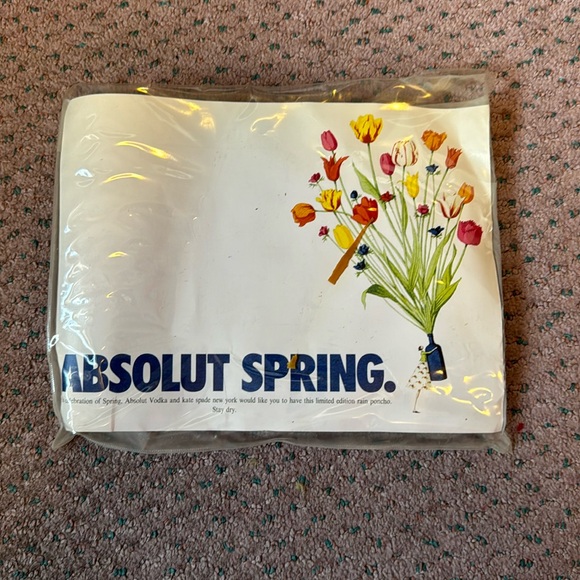 ABSOLUT SPRING.
celebration of Spring, Absolut Vodka and kate spade new york would like you to have this limited edition rain poncho.
Stay dry.